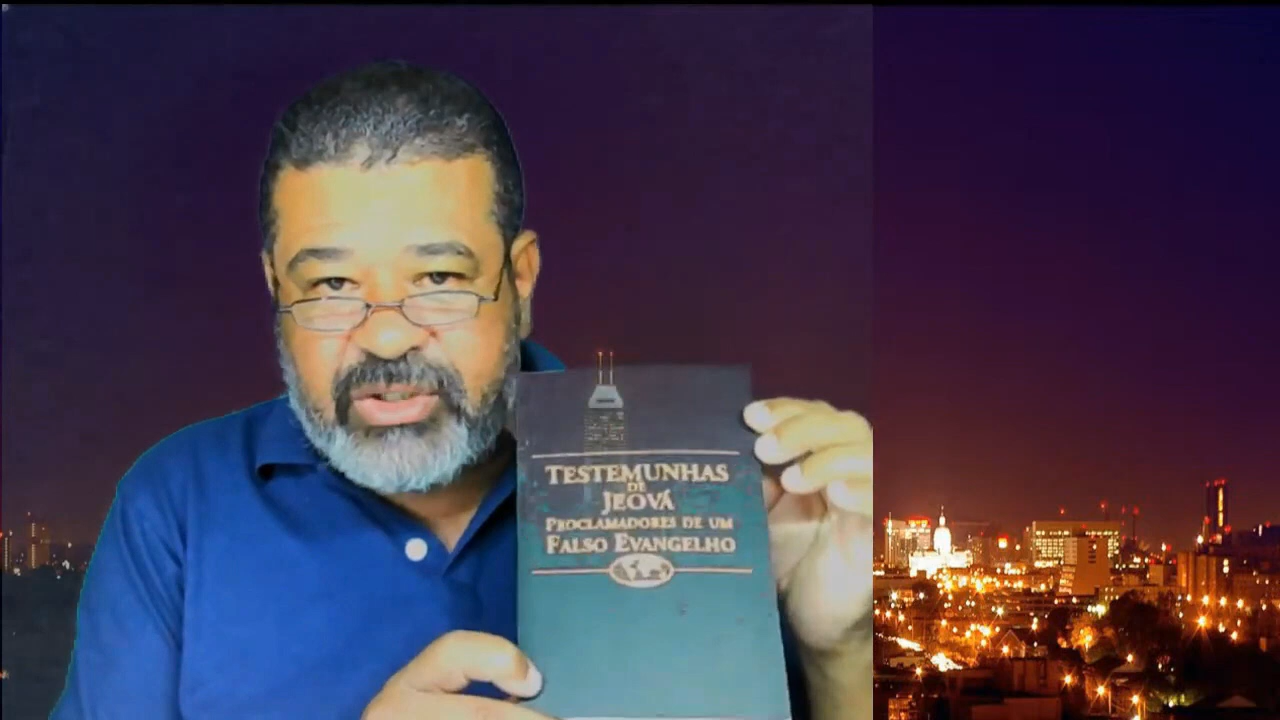 TESTEMUNHAS
DE
JEOVÁ
PROCLAMADORES DE UM
FALSO EVANGELHO